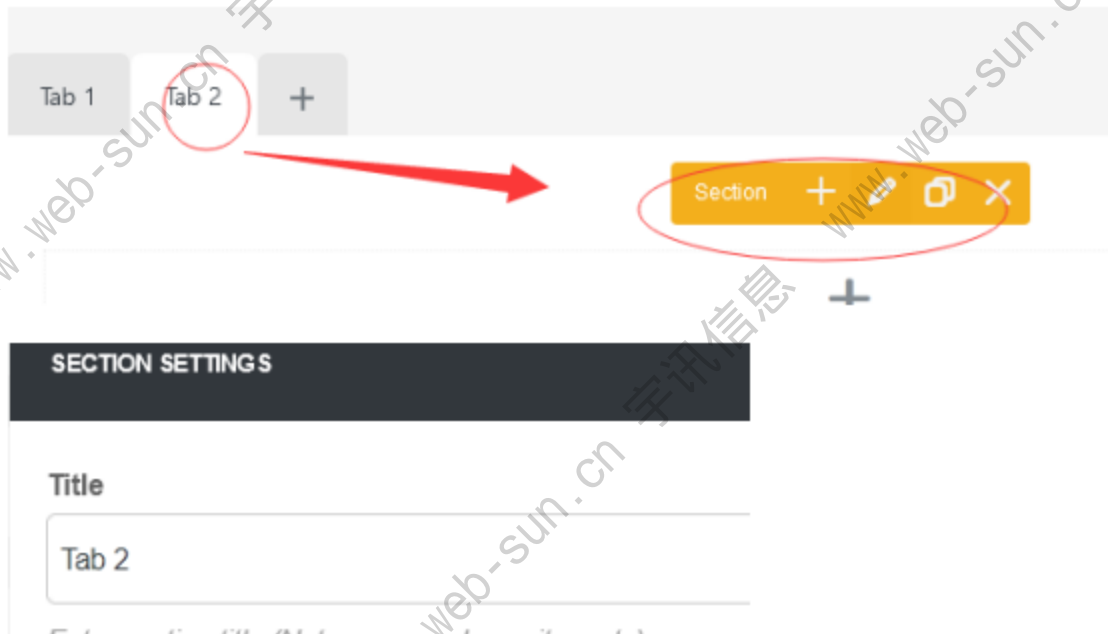 Tab 1
Tab 2
Section
SECTION SETTINGS
Title
Tab 2
www.web-sun.cn 宇讯信息